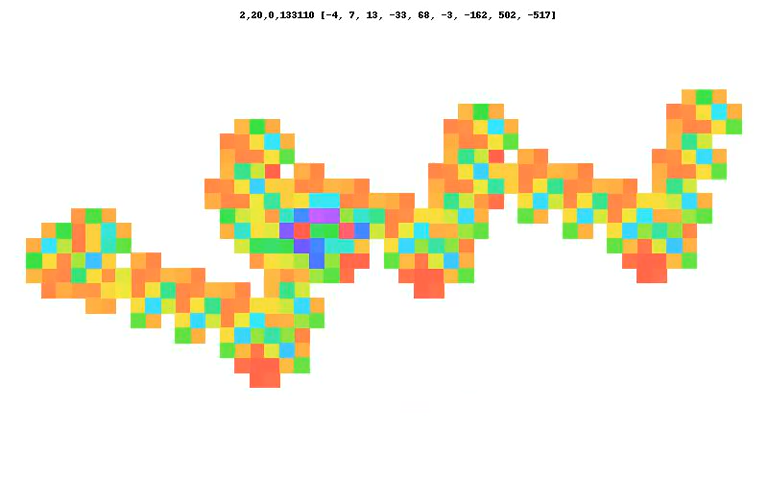 2,20,0,133110 [-4, 7, 13, -33, 68, -3, -162, 502, -517]